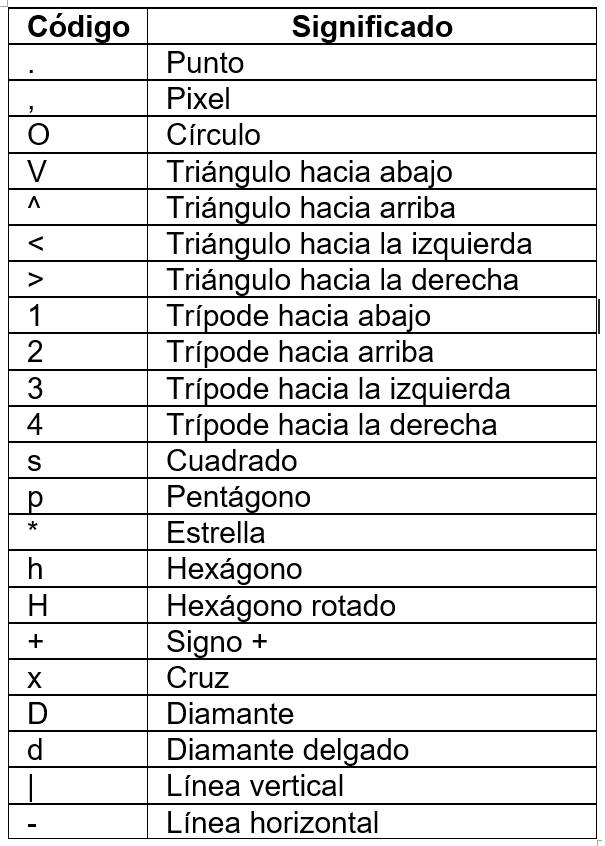 Código Significado
. Punto
, Pixel
O Círculo
V Triángulo hacia abajo
^ Triángulo hacia arriba
< Triángulo hacia la izquierda
> Triángulo hacia la derecha
1 Trípode hacia abajo
2 Trípode hacia arriba
3 Trípode hacia la izquierda
4 Trípode hacia la derecha
s Cuadrado
p Pentágono
* Estrella
h Hexágono
H Hexágono rotado
+ Signo +
x Cruz
D Diamante
d Diamante delgado
| Línea vertical
- Línea horizontal